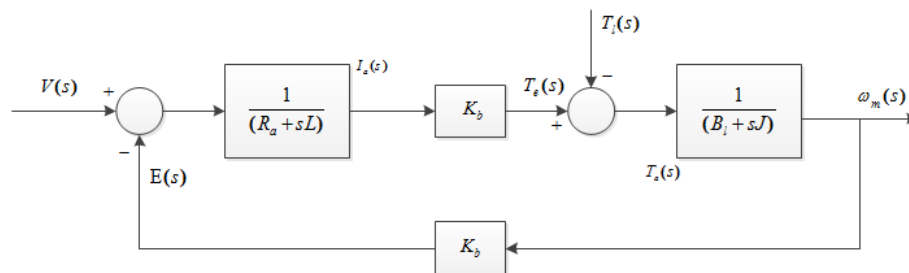 T_l(s)
V(s)
+
1
(R_a + sL)
I_a(s)
K_b
T_e(s)
+
−
1
(B_l + sJ)
ω_m(s)
−
E(s)
T_a(s)
K_b